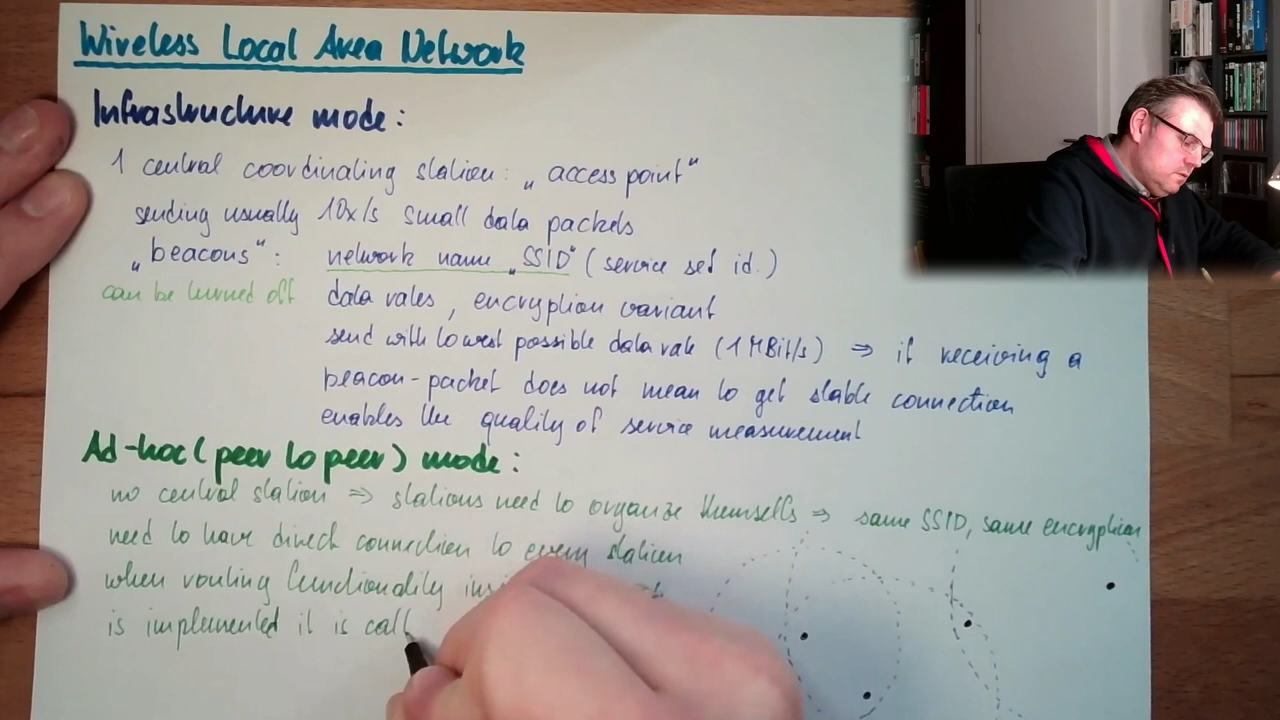 Wireless Local Area Network
Infrastructure mode:
1 central coordinating station: „access point"
sending usually 10x/s small data packets
„beacons": network name „SSID" (service set id.)
can be turned off data rates, encryption variant
send with lowest possible data rate (1 MBit/s) ⇒ if receiving a
beacon-packet does not mean to get stable connection
enables the quality of service measurement
Ad-hoc (peer to peer) mode:
no central station ⇒ stations need to organize themselfs ⇒ same SSID, same encryption
need to have direct connection to every station
when routing functionality
is implemented it is call